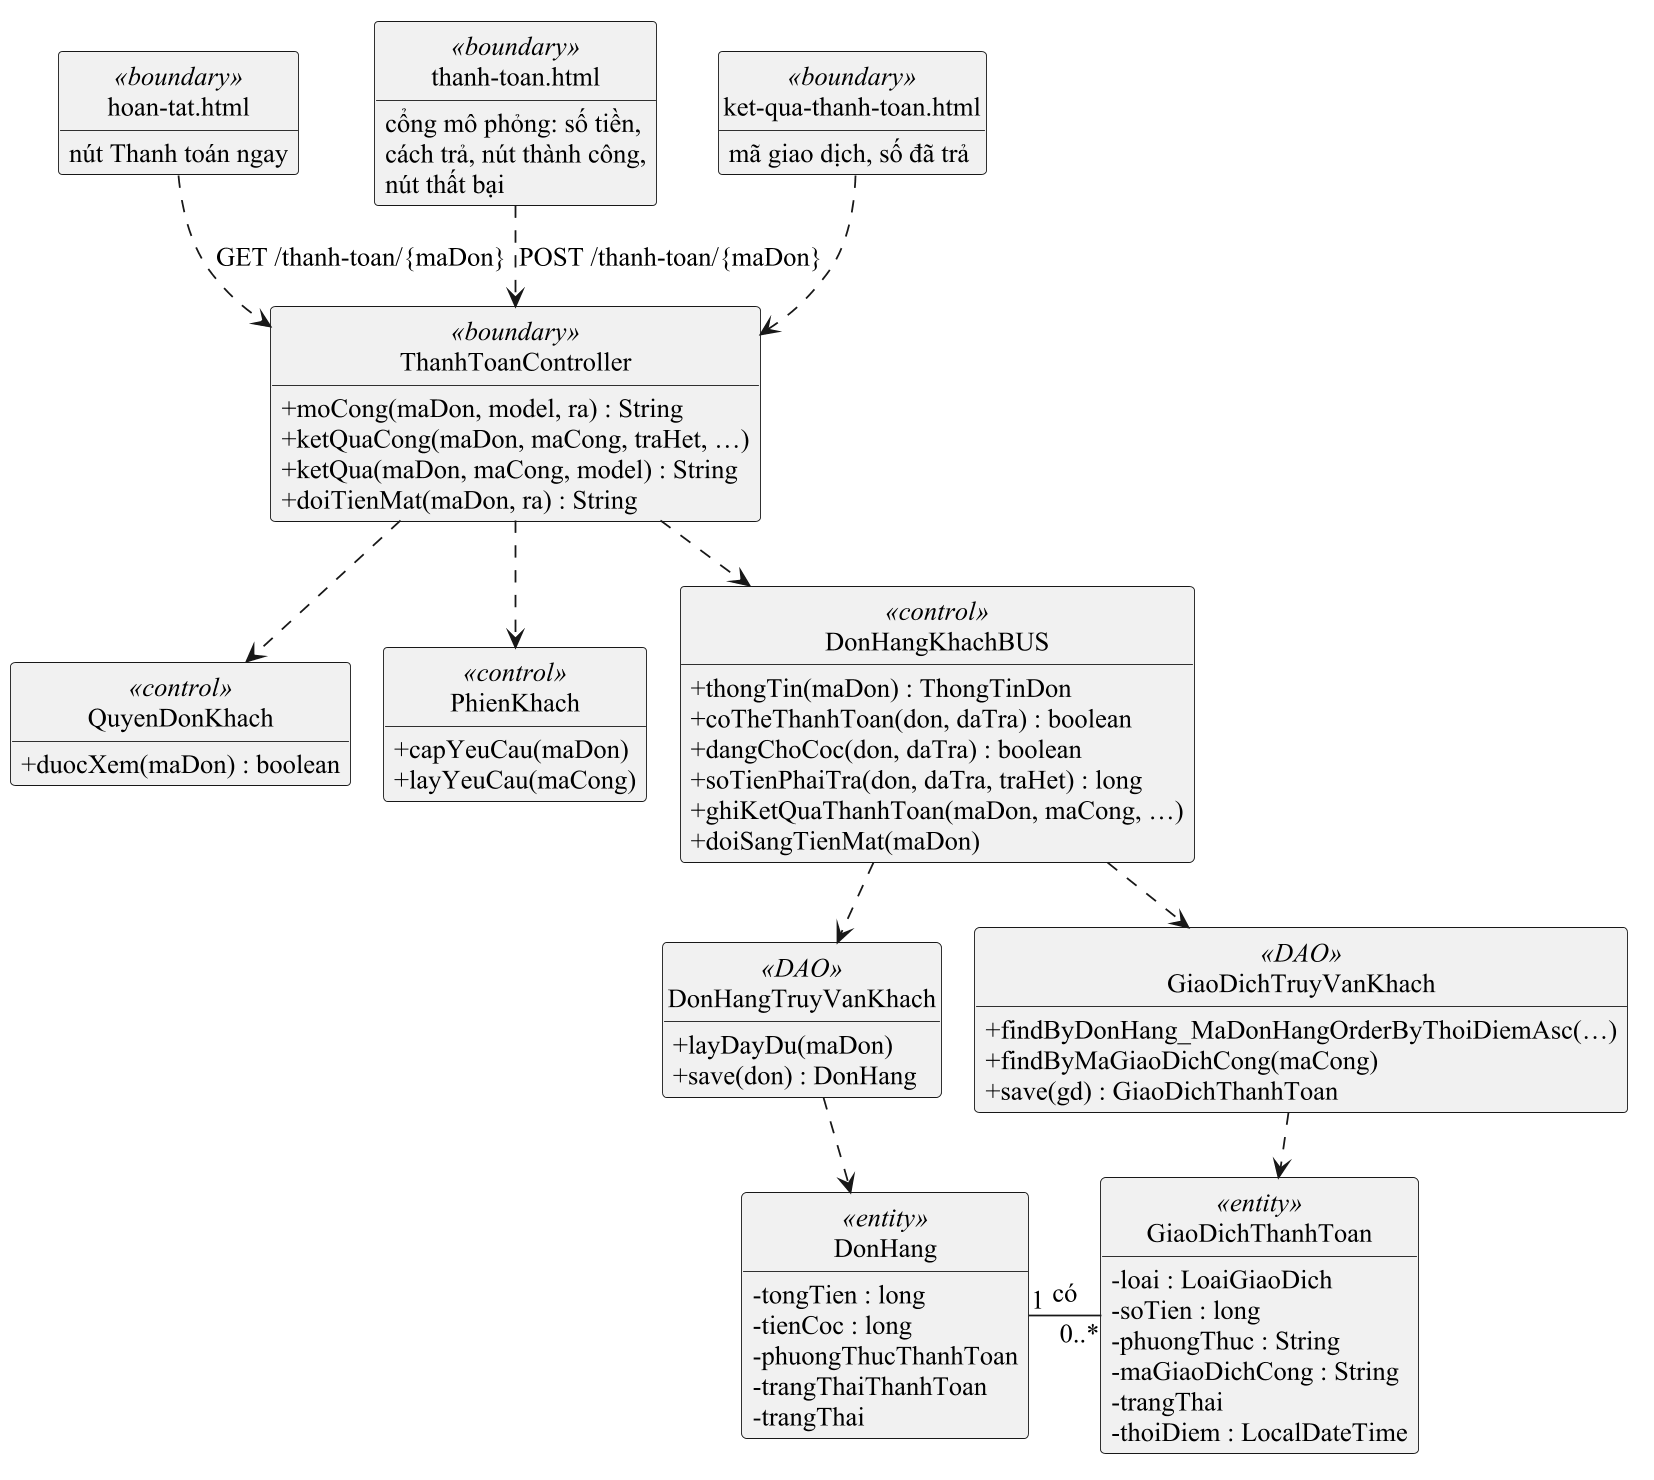 «boundary»
hoan-tat.html
nút Thanh toán ngay
«boundary»
thanh-toan.html
cổng mô phỏng: số tiền,
cách trả, nút thành công,
nút thất bại
«boundary»
ket-qua-thanh-toan.html
mã giao dịch, số đã trả
GET /thanh-toan/{maDon}
POST /thanh-toan/{maDon}
«boundary»
ThanhToanController
+moCong(maDon, model, ra) : String
+ketQuaCong(maDon, maCong, traHet, …)
+ketQua(maDon, maCong, model) : String
+doiTienMat(maDon, ra) : String
«control»
QuyenDonKhach
+duocXem(maDon) : boolean
«control»
PhienKhach
+capYeuCau(maDon)
+layYeuCau(maCong)
«control»
DonHangKhachBUS
+thongTin(maDon) : ThongTinDon
+coTheThanhToan(don, daTra) : boolean
+dangChoCoc(don, daTra) : boolean
+soTienPhaiTra(don, daTra, traHet) : long
+ghiKetQuaThanhToan(maDon, maCong, …)
+doiSangTienMat(maDon)
«DAO»
DonHangTruyVanKhach
+layDayDu(maDon)
+save(don) : DonHang
«DAO»
GiaoDichTruyVanKhach
+findByDonHang_MaDonHangOrderByThoiDiemAsc(…)
+findByMaGiaoDichCong(maCong)
+save(gd) : GiaoDichThanhToan
«entity»
DonHang
-tongTien : long
-tienCoc : long
-phuongThucThanhToan
-trangThaiThanhToan
-trangThai
1 có
0..*
«entity»
GiaoDichThanhToan
-loai : LoaiGiaoDich
-soTien : long
-phuongThuc : String
-maGiaoDichCong : String
-trangThai
-thoiDiem : LocalDateTime